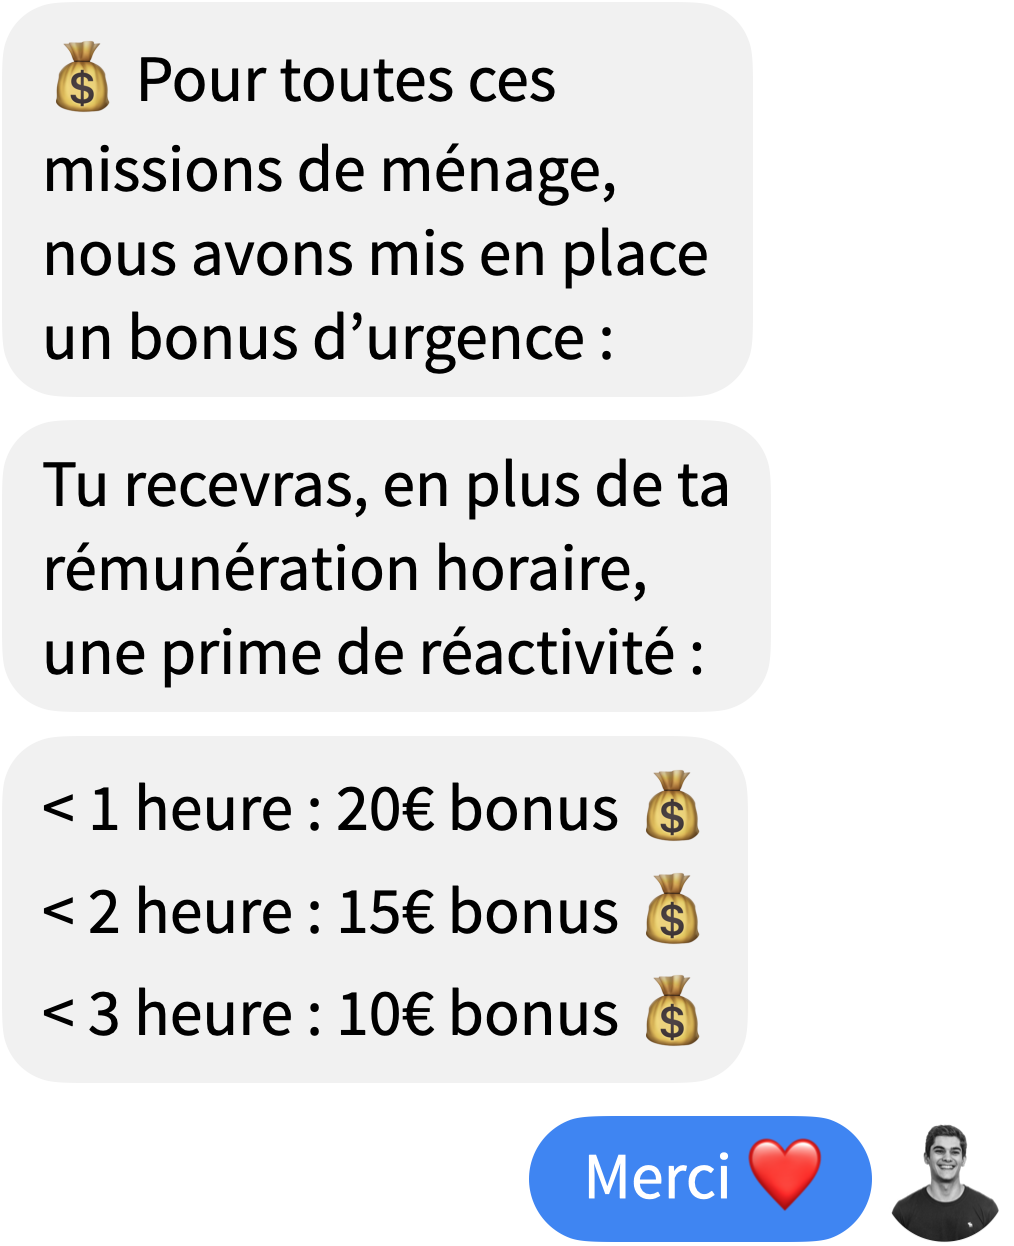 💰 Pour toutes ces
missions de ménage,
nous avons mis en place
un bonus d’urgence :
Tu recevras, en plus de ta
rémunération horaire,
une prime de réactivité :
< 1 heure : 20€ bonus 💰
< 2 heure : 15€ bonus 💰
< 3 heure : 10€ bonus 💰
Merci ❤️